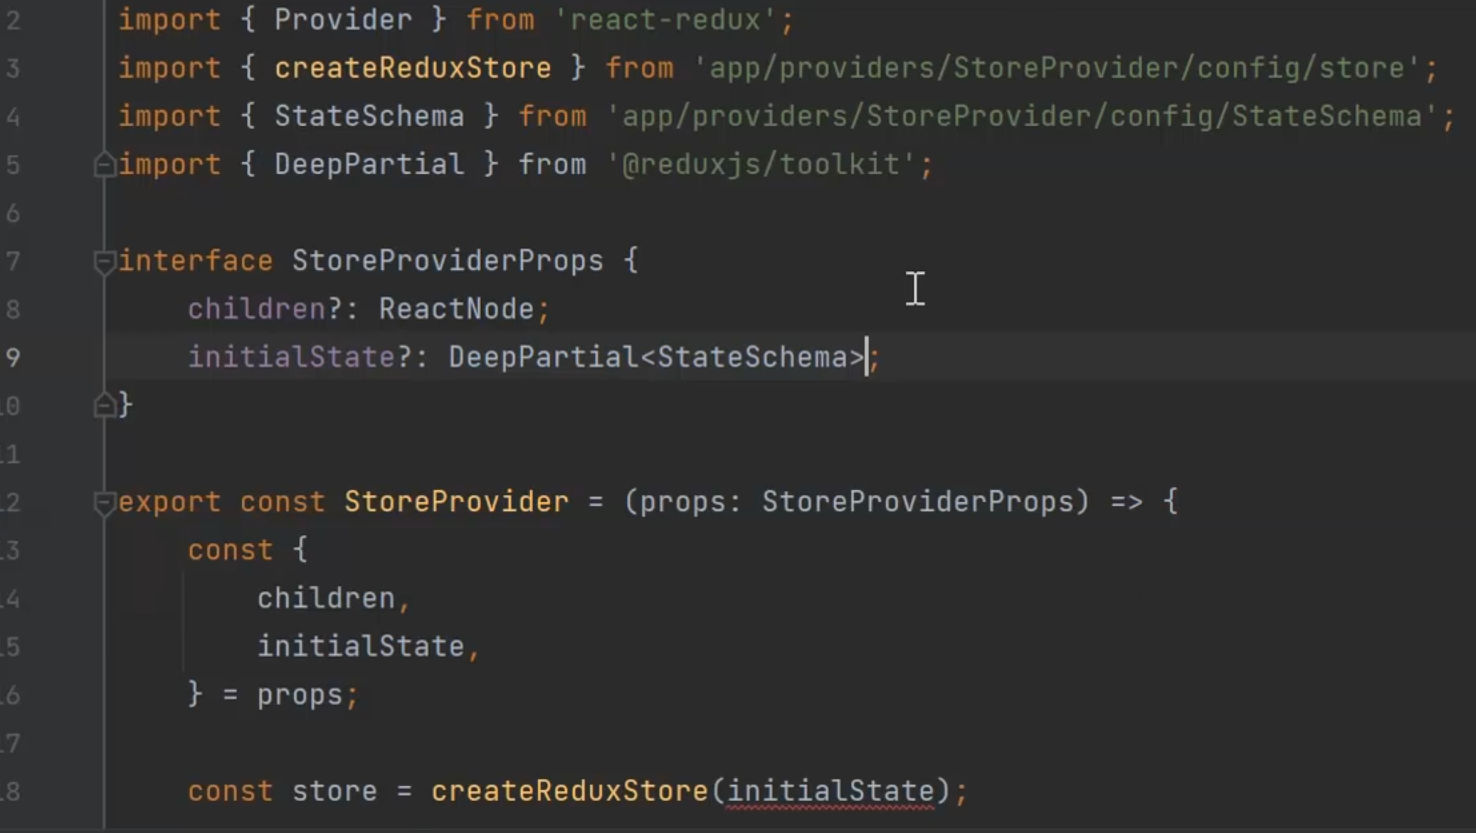 2 import { Provider } from 'react-redux';
3 import { createReduxStore } from 'app/providers/StoreProvider/config/store';
4 import { StateSchema } from 'app/providers/StoreProvider/config/StateSchema';
5 import { DeepPartial } from '@reduxjs/toolkit';
6
7 interface StoreProviderProps {
8     children?: ReactNode;
9     initialState?: DeepPartial<StateSchema>;
10 }
11
12 export const StoreProvider = (props: StoreProviderProps) => {
13     const {
14         children,
15         initialState,
16     } = props;
17
18     const store = createReduxStore(initialState);